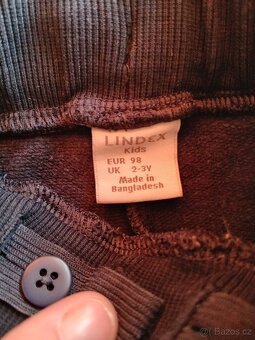 LINDEX
Kids
EUR 98
UK 2-3Y
Made in
Bangladesh
Bazos.cz